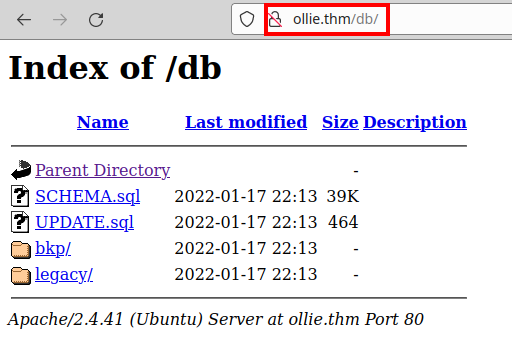 ollie.thm/db/
Index of /db
Name Last modified Size Description
Parent Directory -
SCHEMA.sql 2022-01-17 22:13 39K
UPDATE.sql 2022-01-17 22:13 464
bkp/ 2022-01-17 22:13 -
legacy/ 2022-01-17 22:13 -
Apache/2.4.41 (Ubuntu) Server at ollie.thm Port 80